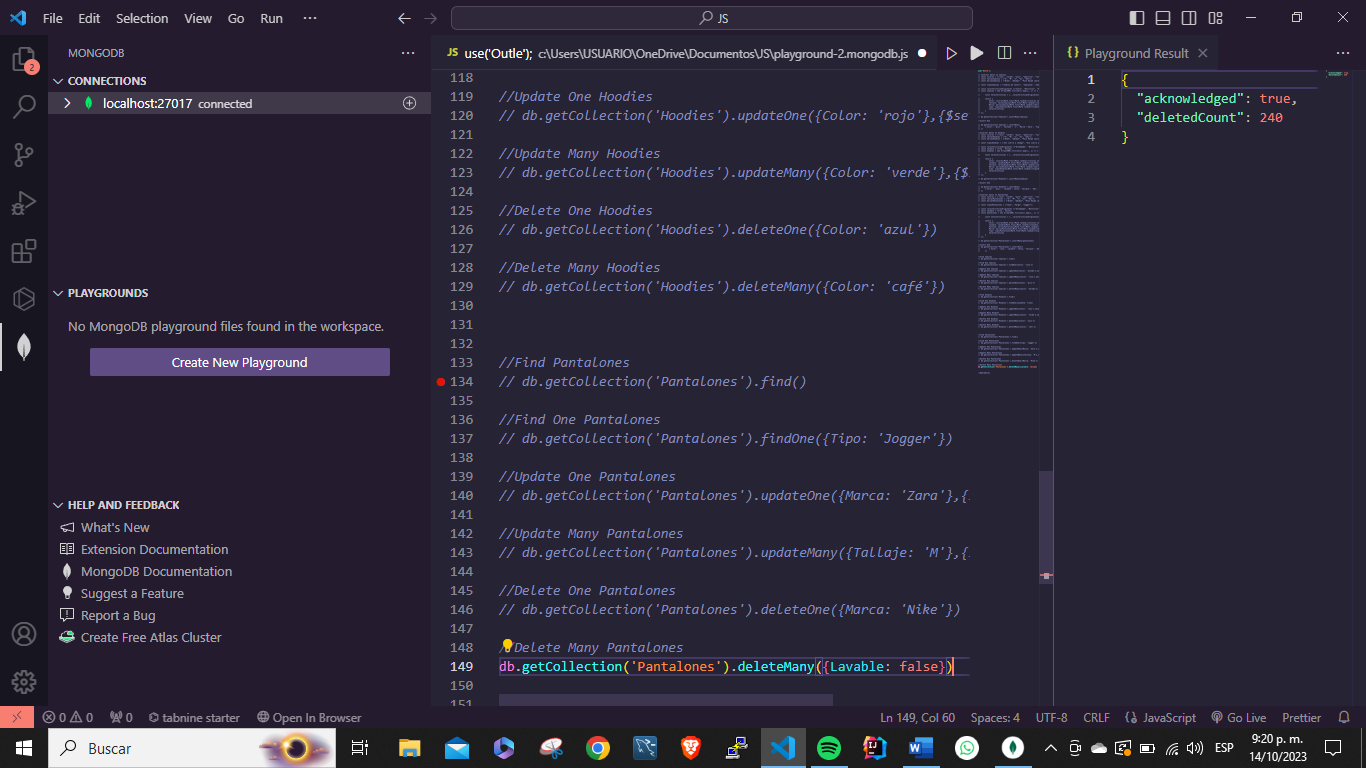 File Edit Selection View Go Run ···
JS
MONGODB
CONNECTIONS
localhost:27017 connected
PLAYGROUNDS
No MongoDB playground files found in the workspace.
Create New Playground
HELP AND FEEDBACK
What's New
Extension Documentation
MongoDB Documentation
Suggest a Feature
Report a Bug
Create Free Atlas Cluster
2
JS use('Outle'); c:\Users\USUARIO\OneDrive\Documentos\JS\playground-2.mongodb.js
118
119 //Update One Hoodies
120 // db.getCollection('Hoodies').updateOne({Color: 'rojo'},{$se
121
122 //Update Many Hoodies
123 // db.getCollection('Hoodies').updateMany({Color: 'verde'},{$
124
125 //Delete One Hoodies
126 // db.getCollection('Hoodies').deleteOne({Color: 'azul'})
127
128 //Delete Many Hoodies
129 // db.getCollection('Hoodies').deleteMany({Color: 'café'})
130
131
132
133 //Find Pantalones
134 // db.getCollection('Pantalones').find()
135
136 //Find One Pantalones
137 // db.getCollection('Pantalones').findOne({Tipo: 'Jogger'})
138
139 //Update One Pantalones
140 // db.getCollection('Pantalones').updateOne({Marca: 'Zara'},{
141
142 //Update Many Pantalones
143 // db.getCollection('Pantalones').updateMany({Tallaje: 'M'},{
144
145 //Delete One Pantalones
146 // db.getCollection('Pantalones').deleteOne({Marca: 'Nike'})
147
148 //Delete Many Pantalones
149 db.getCollection('Pantalones').deleteMany({Lavable: false})
150
151
{} Playground Result
1 {
2 "acknowledged": true,
3 "deletedCount": 240
4 }
0 0 0 tabnine starter Open In Browser
Ln 149, Col 60 Spaces: 4 UTF-8 CRLF JavaScript Go Live Prettier
Buscar
ESP
9:20 p. m.
14/10/2023